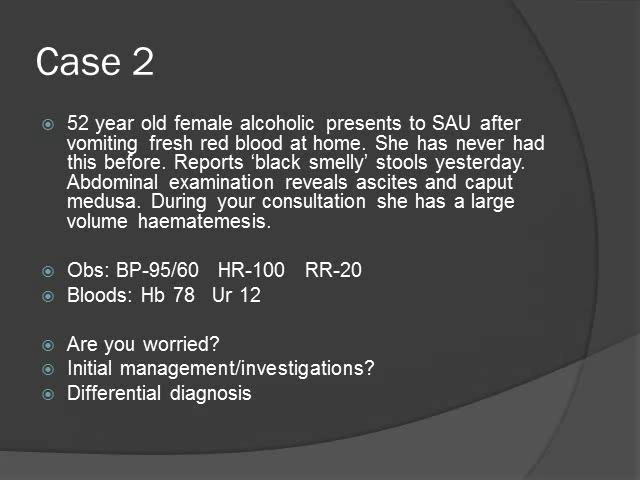 Case 2
52 year old female alcoholic presents to SAU after
vomiting fresh red blood at home. She has never had
this before. Reports ‘black smelly’ stools yesterday.
Abdominal examination reveals ascites and caput
medusa. During your consultation she has a large
volume haematemesis.
Obs: BP-95/60 HR-100 RR-20
Bloods: Hb 78 Ur 12
Are you worried?
Initial management/investigations?
Differential diagnosis